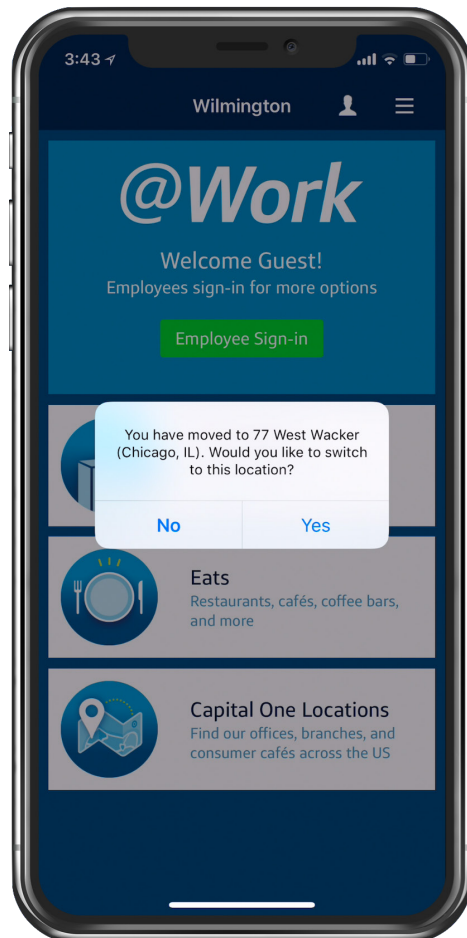 3:43
Wilmington
@Work
Welcome Guest!
Employees sign-in for more options
Employee Sign-in
You have moved to 77 West Wacker
(Chicago, IL). Would you like to switch
to this location?
No
Yes
Eats
Restaurants, cafés, coffee bars,
and more
Capital One Locations
Find our offices, branches, and
consumer cafés across the US